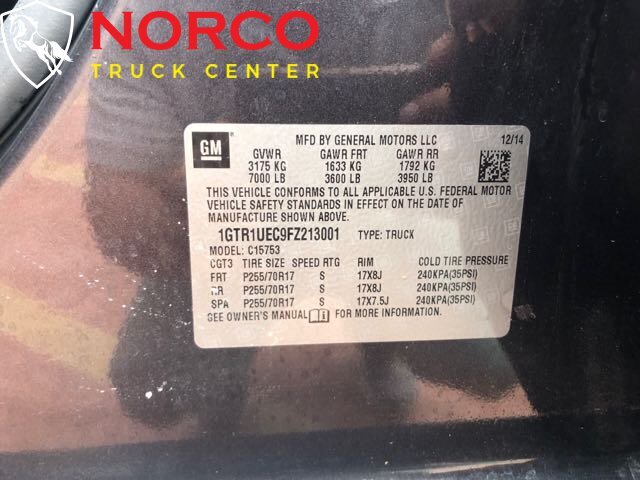 NORCO
TRUCK CENTER
GM
MFD BY GENERAL MOTORS LLC 12/14
GVWR GAWR FRT GAWR RR
3175 KG 1633 KG 1792 KG
7000 LB 3600 LB 3950 LB
THIS VEHICLE CONFORMS TO ALL APPLICABLE U.S. FEDERAL MOTOR
VEHICLE SAFETY STANDARDS IN EFFECT ON THE DATE OF
MANUFACTURE SHOWN ABOVE.
1GTR1UEC9FZ213001 TYPE: TRUCK
MODEL: C15753
CGT3 TIRE SIZE SPEED RTG RIM COLD TIRE PRESSURE
FRT P255/70R17 S 17X8J 240KPA(35PSI)
RR P255/70R17 S 17X8J 240KPA(35PSI)
SPA P255/70R17 S 17X7.5J 240KPA(35PSI)
SEE OWNER'S MANUAL FOR MORE INFORMATION